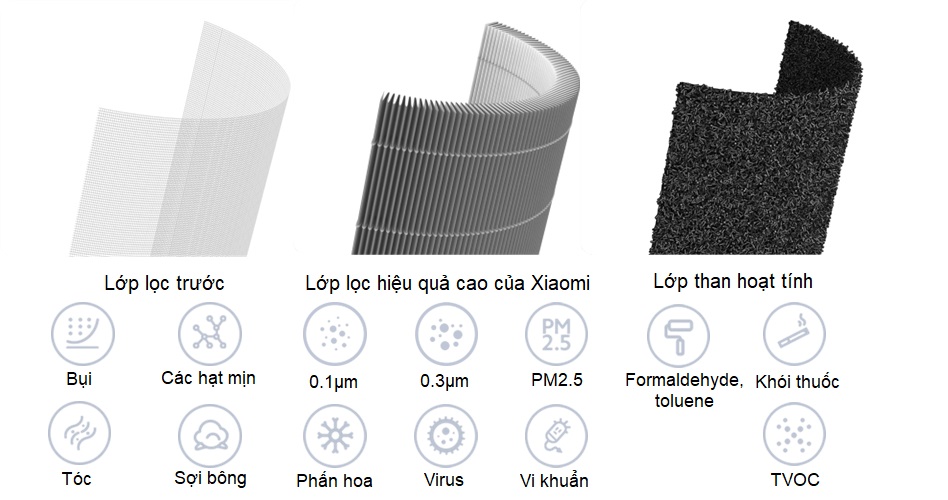 Lớp lọc trước
Lớp lọc hiệu quả cao của Xiaomi
Lớp than hoạt tính
PM
2.5
Bụi
Các hạt mịn
0.1μm
0.3μm
PM2.5
Formaldehyde,
toluene
Khói thuốc
Tóc
Sợi bông
Phấn hoa
Virus
Vi khuẩn
TVOC